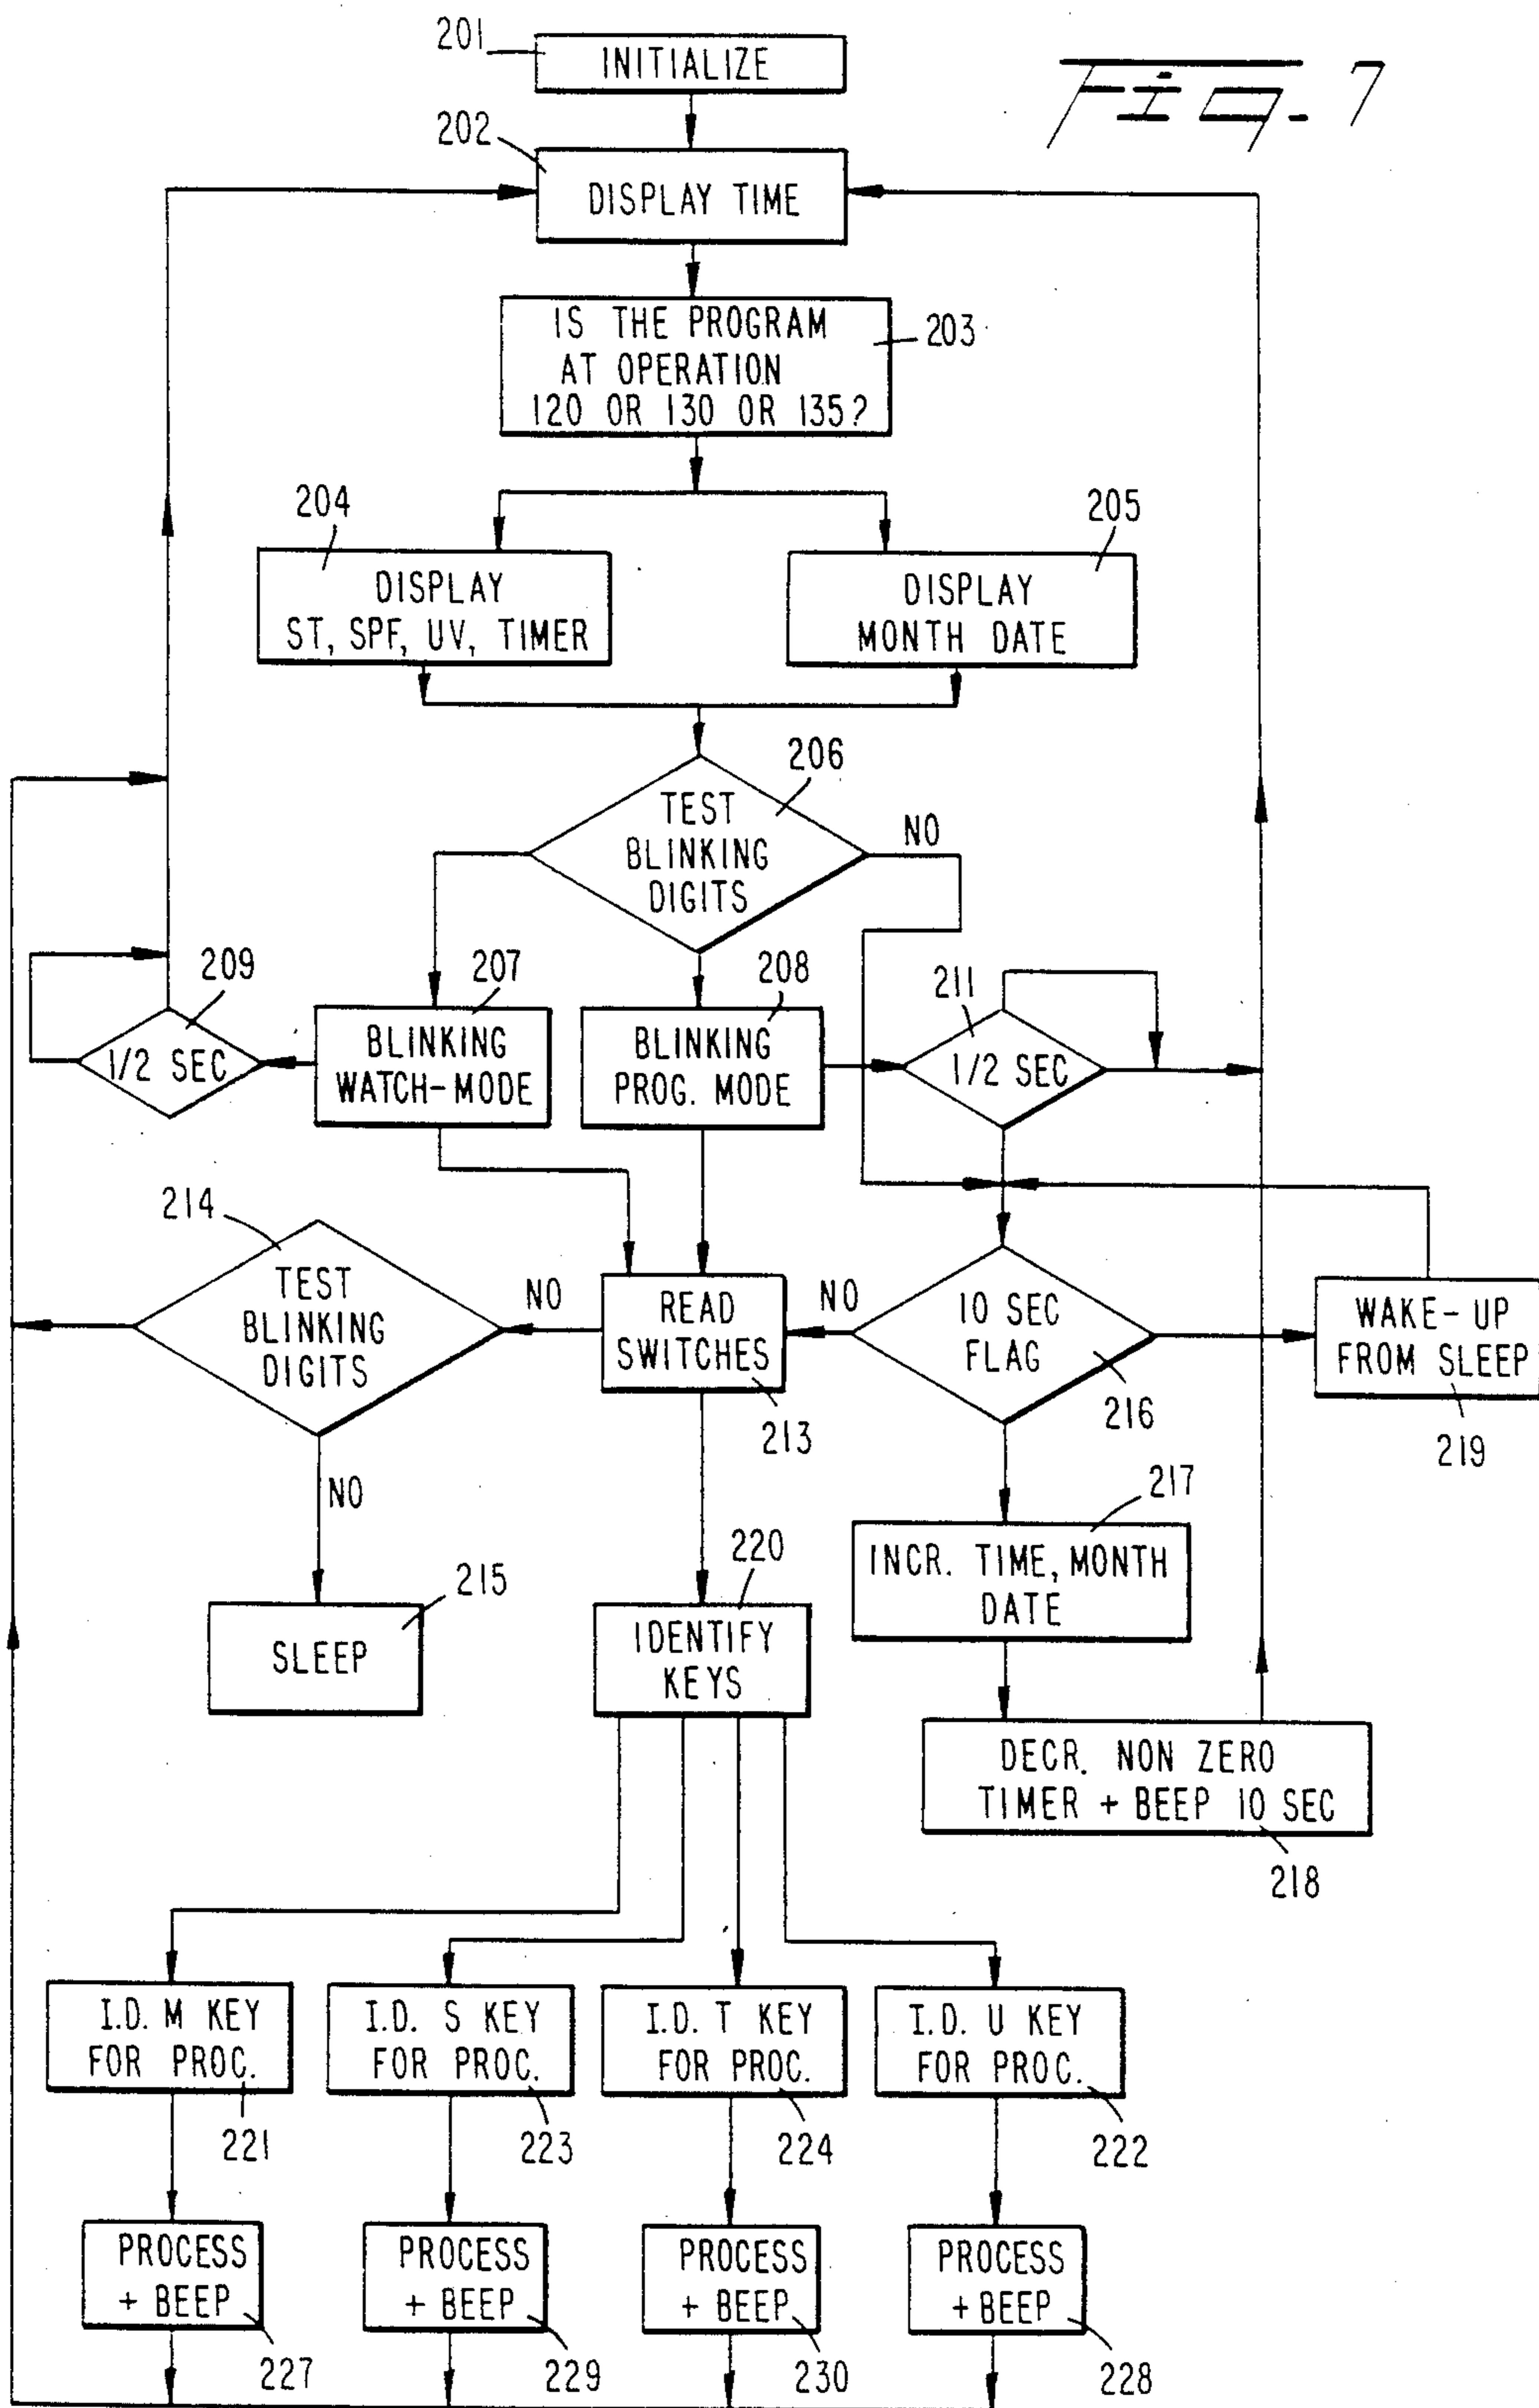 201
INITIALIZE
Fig. 7
202
DISPLAY TIME
IS THE PROGRAM
AT OPERATION
120 OR 130 OR 135?
203
204
DISPLAY
ST, SPF, UV, TIMER
205
DISPLAY
MONTH DATE
206
TEST
BLINKING
DIGITS
NO
209
1/2 SEC
207
BLINKING
WATCH-MODE
208
BLINKING
PROG. MODE
211
1/2 SEC
214
TEST
BLINKING
DIGITS
NO
READ
SWITCHES
213
NO
10 SEC
FLAG
216
WAKE-UP
FROM SLEEP
219
NO
215
SLEEP
220
IDENTIFY
KEYS
217
INCR. TIME, MONTH
DATE
DECR. NON ZERO
TIMER + BEEP 10 SEC
218
I.D. M KEY
FOR PROC.
221
I.D. S KEY
FOR PROC.
223
I.D. T KEY
FOR PROC.
224
I.D. U KEY
FOR PROC.
222
PROCESS
+ BEEP
227
PROCESS
+ BEEP
229
PROCESS
+ BEEP
230
PROCESS
+ BEEP
228